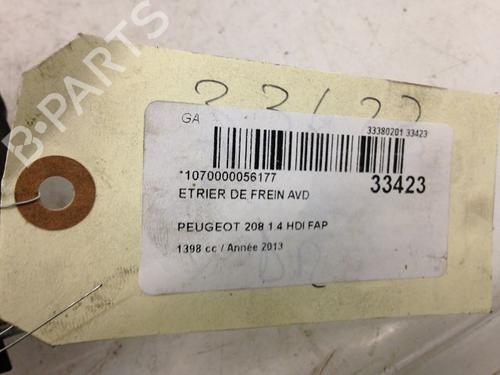 33423
GA
33380201 33423
*1070000056177
33423
ETRIER DE FREIN AVD
PEUGEOT 208 1.4 HDI FAP
1398 cc / Année 2013
B-PARTS